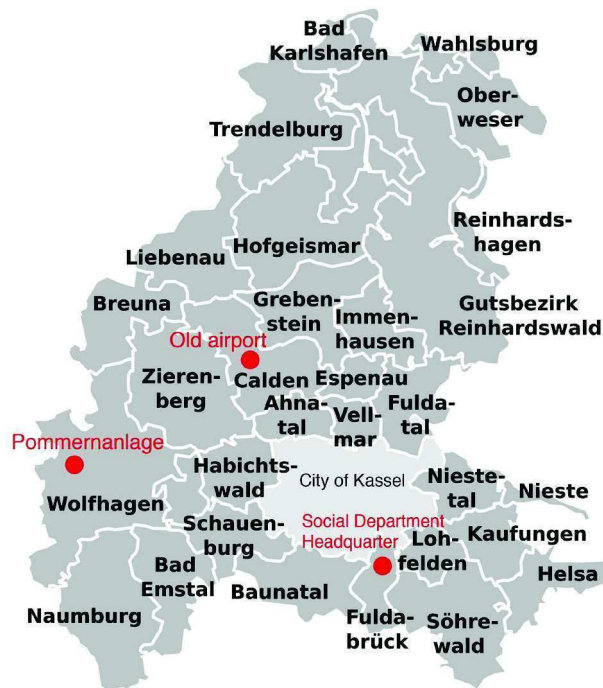 Bad
Karlshafen
Wahlsburg
Ober-
weser
Trendelburg
Reinhards-
hagen
Hofgeismar
Liebenau
Breuna
Greben-
stein
Immen-
hausen
Gutsbezirk
Reinhardswald
Old airport
Zieren-
berg
Calden
Espenau
Ahna-
tal
Vell-
mar
Fulda-
tal
Pommernanlage
Habichts-
wald
City of Kassel
Nieste-
tal
Nieste
Wolfhagen
Schauen-
burg
Social Department
Headquarter
Loh-
felden
Kaufungen
Bad
Emstal
Baunatal
Helsa
Naumburg
Fulda-
brück
Söhre-
wald